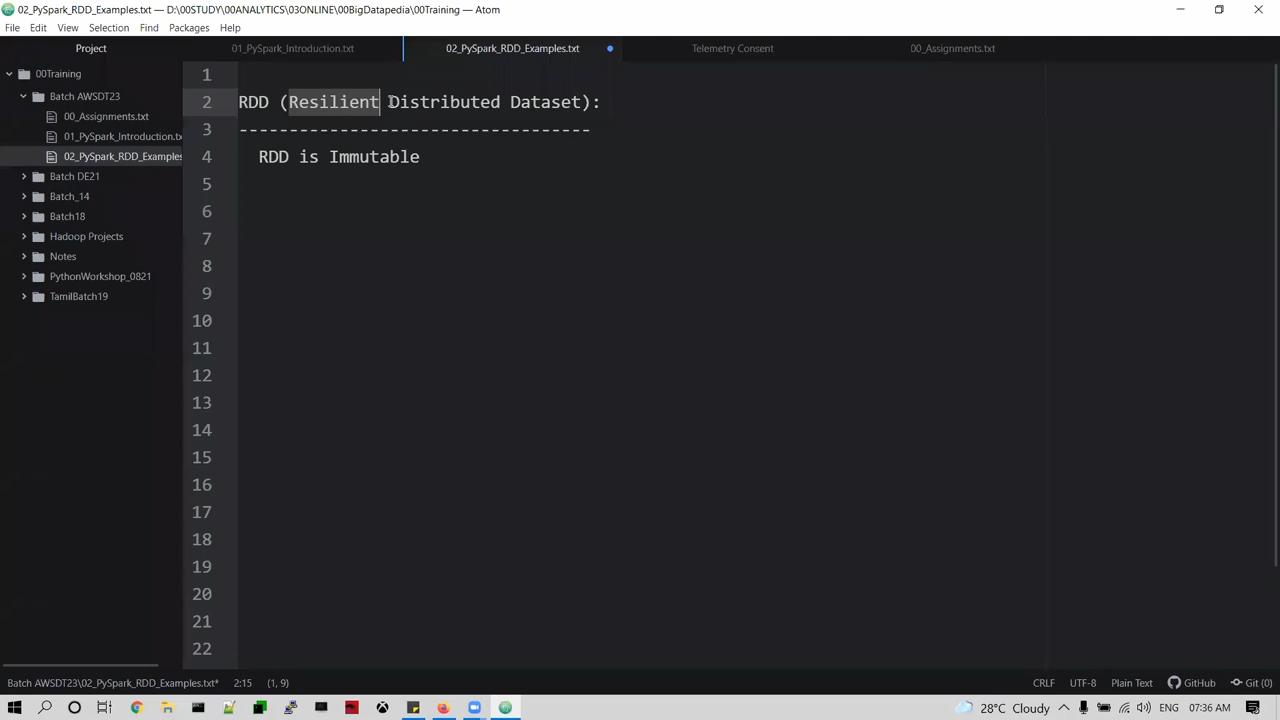 02_PySpark_RDD_Examples.txt — D:\00STUDY\00ANALYTICS\03ONLINE\00BigDatapedia\00Training — Atom
File Edit View Selection Find Packages Help
Project 01_PySpark_Introduction.txt 02_PySpark_RDD_Examples.txt Telemetry Consent 00_Assignments.txt
00Training
Batch AWSDT23
00_Assignments.txt
01_PySpark_Introduction.tx
02_PySpark_RDD_Examples
Batch DE21
Batch_14
Batch18
Hadoop Projects
Notes
PythonWorkshop_0821
TamilBatch19
1
2 RDD (Resilient Distributed Dataset):
3 -----------------------------------
4 RDD is Immutable
5
6
7
8
9
10
11
12
13
14
15
16
17
18
19
20
21
22
Batch AWSDT23\02_PySpark_RDD_Examples.txt* 2:15 (1, 9) CRLF UTF-8 Plain Text GitHub Git (0)
28°C Cloudy ENG 07:36 AM